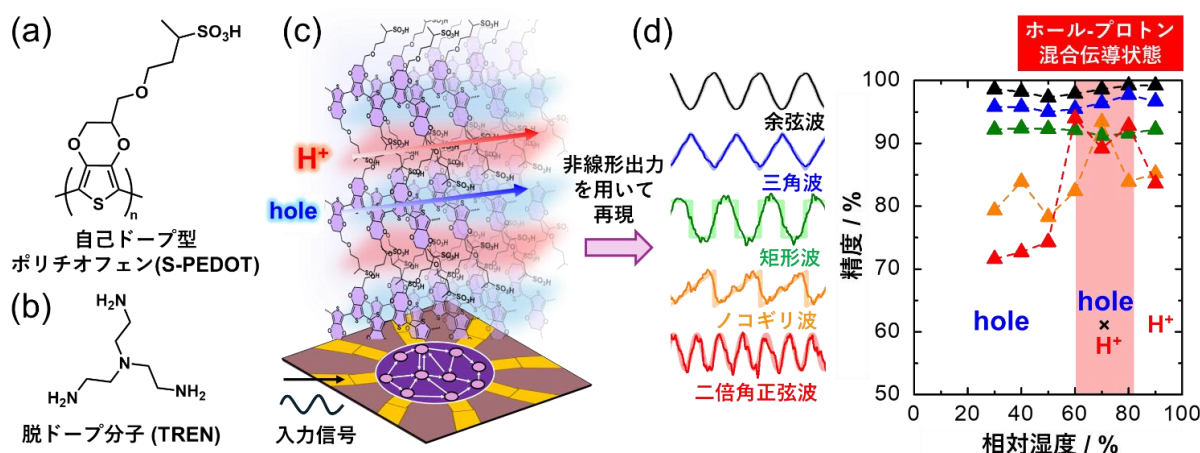 (a)
SO₃H
O
O
O
S
n
自己ドープ型
ポリチオフェン(S-PEDOT)
(b)
H₂N
N
NH₂
H₂N
脱ドープ分子 (TREN)
(c)
H⁺
hole
入力信号
非線形出力
を用いて
再現
(d)
余弦波
三角波
矩形波
ノコギリ波
二倍角正弦波
ホール-プロトン
混合伝導状態
精度 / %
100
90
80
70
60
50
hole
hole
×
H⁺
H⁺
0
20
40
60
80
100
相対湿度 / %